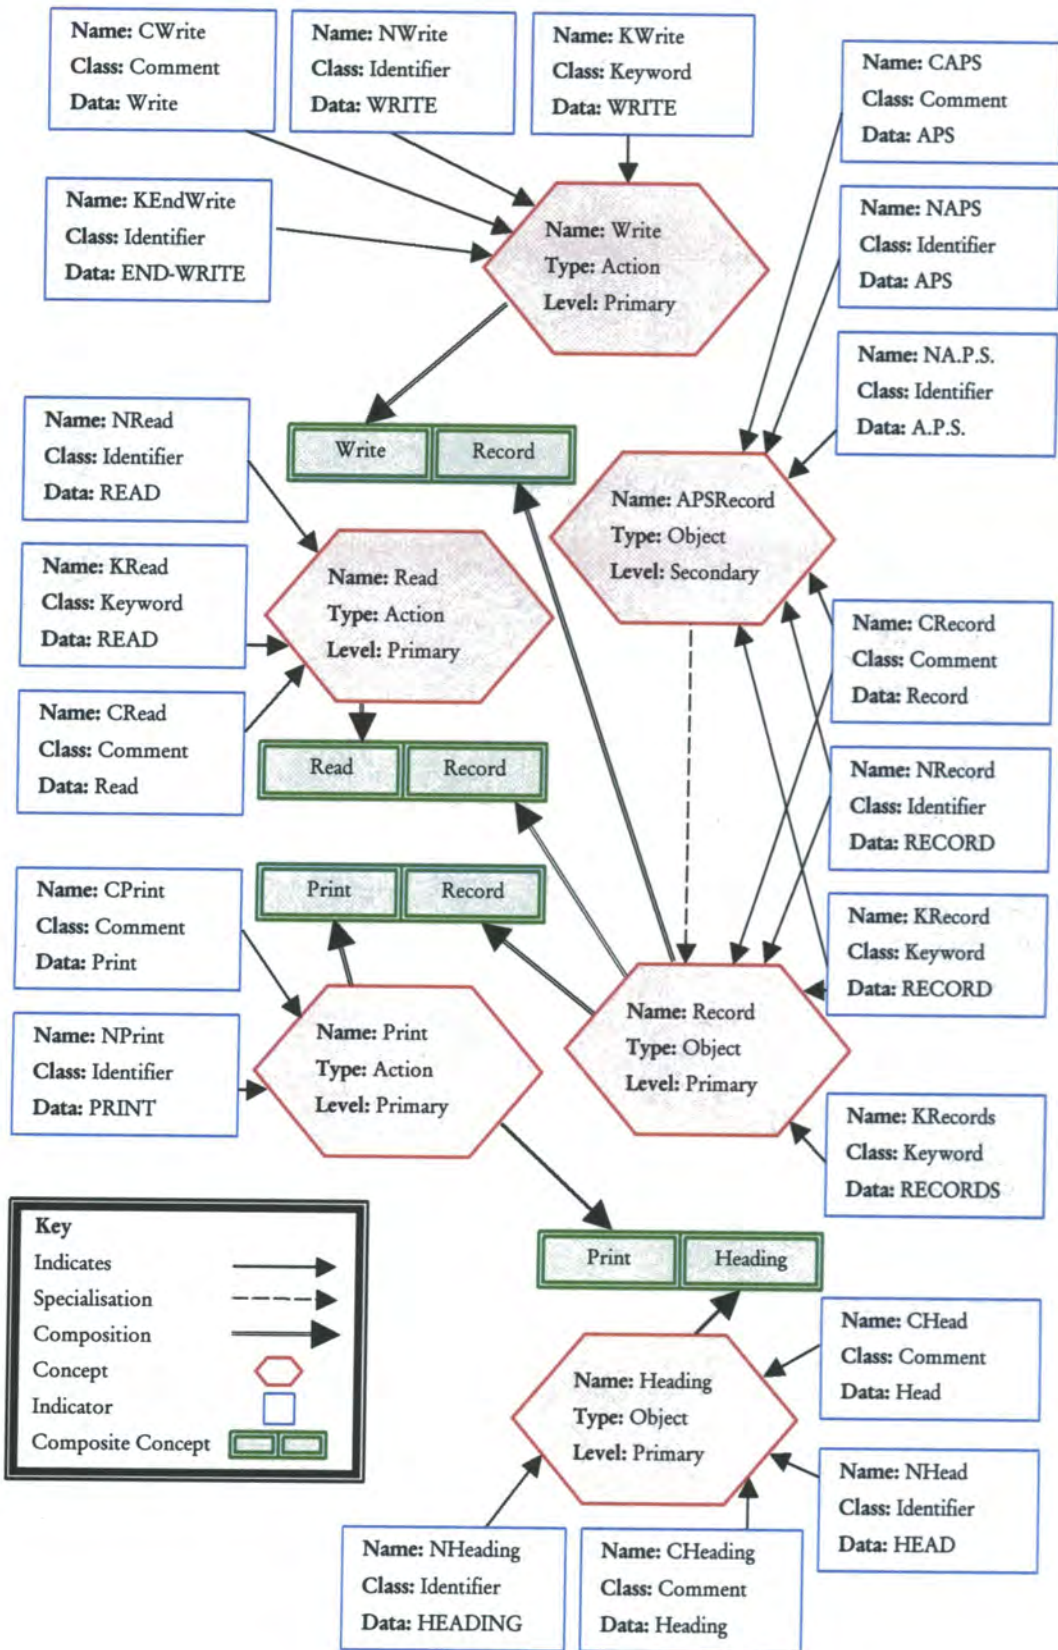 Name: CWrite
Class: Comment
Data: Write
Name: NWrite
Class: Identifier
Data: WRITE
Name: KWrite
Class: Keyword
Data: WRITE
Name: CAPS
Class: Comment
Data: APS
Name: KEndWrite
Class: Identifier
Data: END-WRITE
Name: Write
Type: Action
Level: Primary
Name: NAPS
Class: Identifier
Data: APS
Name: NA.P.S.
Class: Identifier
Data: A.P.S.
Name: NRead
Class: Identifier
Data: READ
Write
Record
Name: APSRecord
Type: Object
Level: Secondary
Name: KRead
Class: Keyword
Data: READ
Name: Read
Type: Action
Level: Primary
Name: CRecord
Class: Comment
Data: Record
Name: CRead
Class: Comment
Data: Read
Read
Record
Name: NRecord
Class: Identifier
Data: RECORD
Name: CPrint
Class: Comment
Data: Print
Print
Record
Name: KRecord
Class: Keyword
Data: RECORD
Name: NPrint
Class: Identifier
Data: PRINT
Name: Print
Type: Action
Level: Primary
Name: Record
Type: Object
Level: Primary
Name: KRecords
Class: Keyword
Data: RECORDS
Key
Indicates
Specialisation
Composition
Concept
Indicator
Composite Concept
Print
Heading
Name: Heading
Type: Object
Level: Primary
Name: CHead
Class: Comment
Data: Head
Name: NHead
Class: Identifier
Data: HEAD
Name: NHeading
Class: Identifier
Data: HEADING
Name: CHeading
Class: Comment
Data: Heading